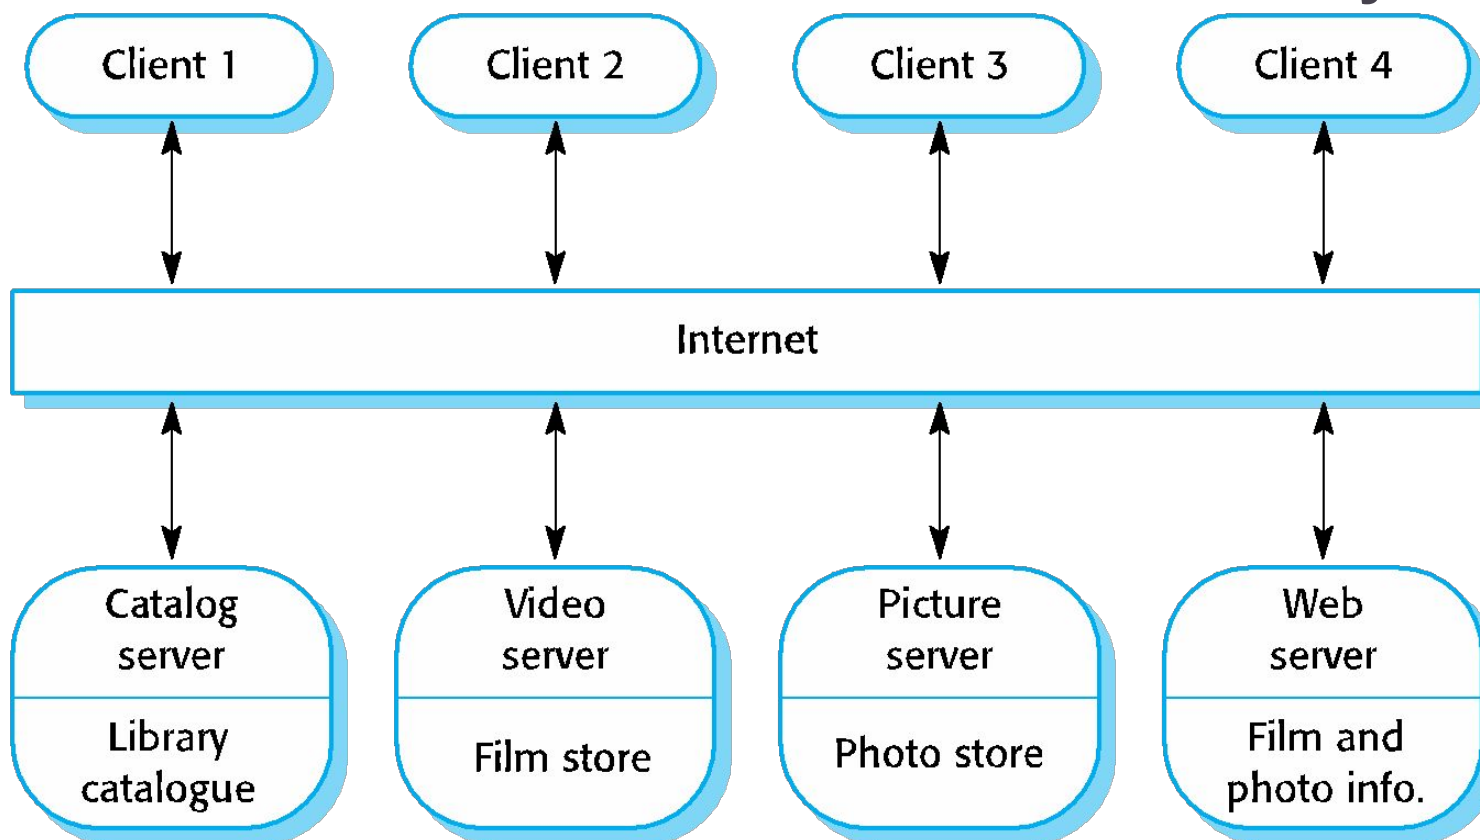 Client 1
Client 2
Client 3
Client 4
Internet
Catalog
server
Video
server
Picture
server
Web
server
Library
catalogue
Film store
Photo store
Film and
photo info.